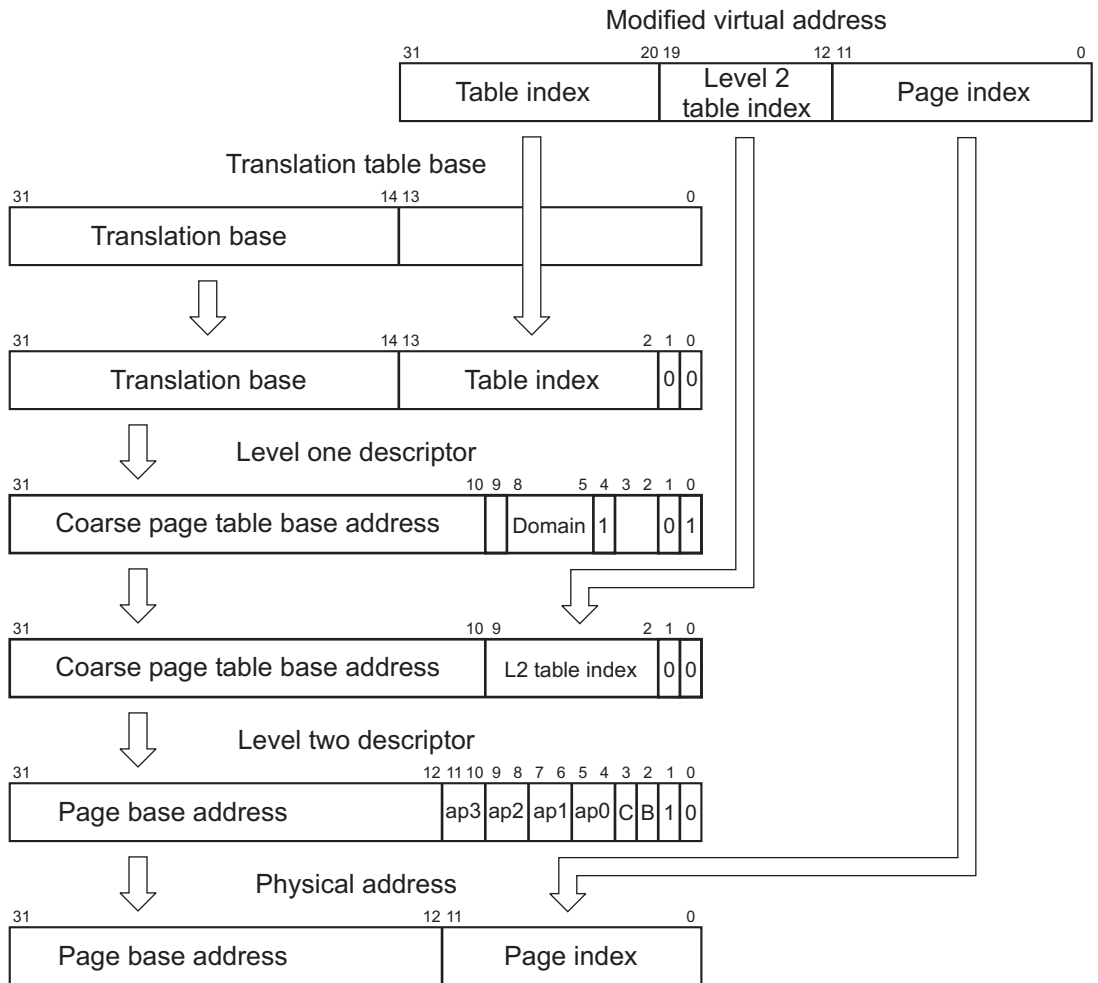 Modified virtual address
31 20 19 12 11 0
Table index Level 2 table index Page index
Translation table base
31 14 13 0
Translation base
31 14 13 2 1 0
Translation base Table index 0 0
Level one descriptor
31 10 9 8 5 4 3 2 1 0
Coarse page table base address Domain 1 0 1
31 10 9 2 1 0
Coarse page table base address L2 table index 0 0
Level two descriptor
31 12 11 10 9 8 7 6 5 4 3 2 1 0
Page base address ap3 ap2 ap1 ap0 C B 1 0
Physical address
31 12 11 0
Page base address Page index